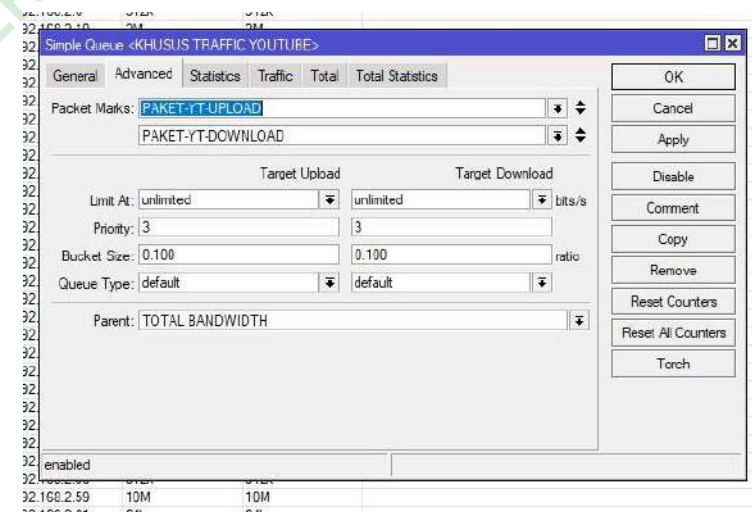 Simple Queue <KHUSUS TRAFFIC YOUTUBE>
General Advanced Statistics Traffic Total Total Statistics
Packet Marks: PAKET-YT-UPLOAD
PAKET-YT-DOWNLOAD
Target Upload Target Download
Limit At: unlimited unlimited bits/s
Priority: 3 3
Bucket Size: 0.100 0.100 ratio
Queue Type: default default
Parent: TOTAL BANDWIDTH
enabled
OK
Cancel
Apply
Disable
Comment
Copy
Remove
Reset Counters
Reset All Counters
Torch
92.168.2.59 10M 10M